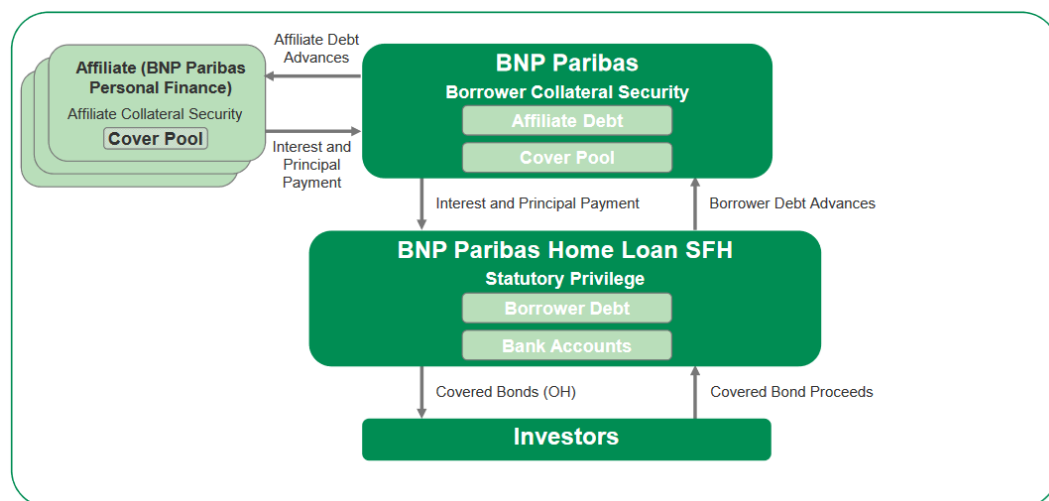 Affiliate Debt
Advances
Affiliate (BNP Paribas
Personal Finance)
Affiliate Collateral Security
Cover Pool
Interest and
Principal
Payment
BNP Paribas
Borrower Collateral Security
Affiliate Debt
Cover Pool
Interest and Principal Payment
Borrower Debt Advances
BNP Paribas Home Loan SFH
Statutory Privilege
Borrower Debt
Bank Accounts
Covered Bonds (OH)
Covered Bond Proceeds
Investors